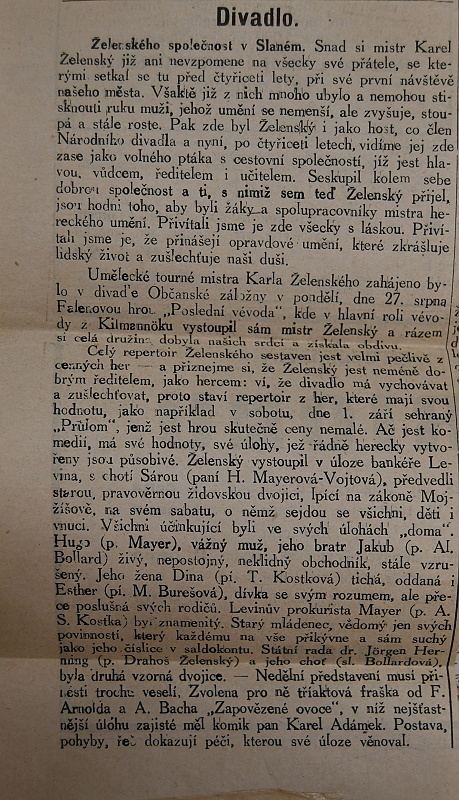 Divadlo.
Želenského společnost v Slaném. Snad si mistr Karel
Želenský již ani nevzpomene na všecky své přátele, se kte-
rými setkal se tu před čtyřiceti lety, při své první návštěvě
našeho města. Však již z nich mnoho ubylo a nemohou sti-
sknouti ruku muži, jehož umění se nemenší, ale zvyšuje, stou-
pá a stále roste. Pak zde byl Želenský i jako host, co člen
Národního divadla a nyní, po čtyřiceti letech, vidíme jej zde
zase jako volného ptáka s cestovní společností, jíž jest hla-
vou, vůdcem, ředitelem i učitelem. Seskupil kolem sebe
dobrou společnost a ti, s nimiž sem teď Želenský přijel,
jsou hodni toho, aby byli žáky a spolupracovníky mistra he-
reckého umění. Přivítali jsme je zde všecky s láskou. Přiví-
tali jsme je, že přinášejí opravdové umění, které zkrášluje
lidský život a zušlechťuje naši duši.
Umělecké tourné mistra Karla Želenského zahájeno by-
lo v divadle Občanské záložny v pondělí, dne 27. srpna
Falenovou hrou „Poslední vévoda", kde v hlavní roli vévo-
dy z Kilmannöku vystoupil sám mistr Želenský a rázem
si celá družina dobyla našich srdcí a získala obdivu.
Celý repertoir Želenského sestaven jest velmi pečlivě z
cenných her — a přiznejme si, že Želenský jest neméně do-
brým ředitelem, jako hercem: ví, že divadlo má vychovávat
a zušlechťovat, proto staví repertoir z her, které mají svou
hodnotu, jako například v sobotu, dne 1. září sehraný
„Průlom", jenž jest hrou skutečně ceny nemalé. Ač jest ko-
medií, má své hodnoty, své úlohy, jež řádně herecky vytvo-
řeny jsou působivé. Želenský vystoupil v úloze bankéře Le-
vina, s chotí Sárou (paní H. Mayerová-Vojtová), předvedli
starou, pravověrnou židovskou dvojici, lpící na zákoně Moj-
žíšově, na svém sabatu, o němž sejdou se všichni, děti i
vnuci. Všichni účinkující byli ve svých úlohách „doma".
Hugo (p. Mayer), vážný muž, jeho bratr Jakub (p. Al.
Bollard) živý, nepostojný, neklidný obchodník, stále vzru-
šený. Jeho žena Dina (pí. T. Kostková) tichá, oddaná i
Esther (pí. M. Burešová), dívka se svým rozumem, ale pře-
ce poslušná svých rodičů. Levinův prokurista Mayer (p. A.
S. Kostka) byl znamenitý. Starý mládenec, vědomý jen svých
povinností, který každému na vše přikývne a sám suchý
jako jeho číslice v saldokontu. Státní rada dr. Jörgen Her-
ning (p. Drahoš Želenský) a jeho choť (sl. Bollardová),
byla druhá vzorná dvojice. — Nedělní představení musí při-
nésti trochu veselí. Zvolena pro ně tříaktová fraška od F.
Arnolda a A. Bacha „Zapovězené ovoce", v níž nejšťast-
nější úlohu zajisté měl komik pan Karel Adámek. Postava,
pohyby, řeč dokazují péči, kterou své úloze věnoval.